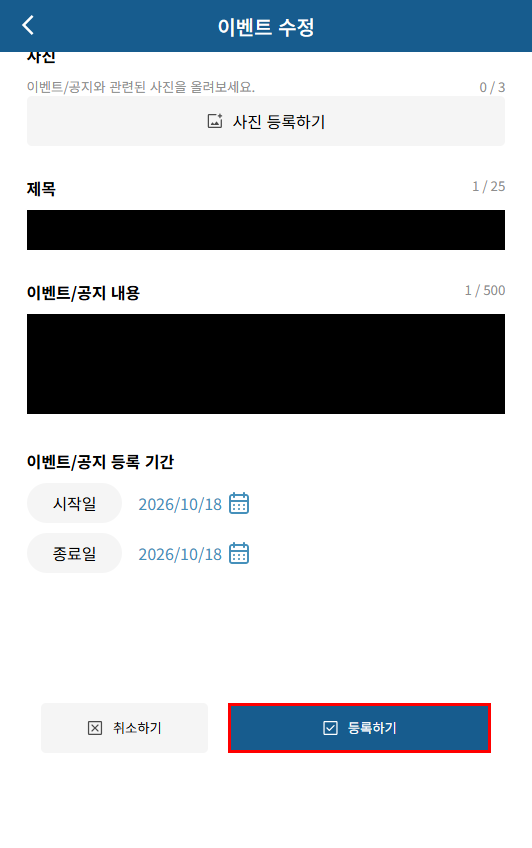 이벤트 수정
사진
이벤트/공지와 관련된 사진을 올려보세요. 0 / 3
사진 등록하기
제목 1 / 25
이벤트/공지 내용 1 / 500
이벤트/공지 등록 기간
시작일 2026/10/18
종료일 2026/10/18
취소하기 등록하기